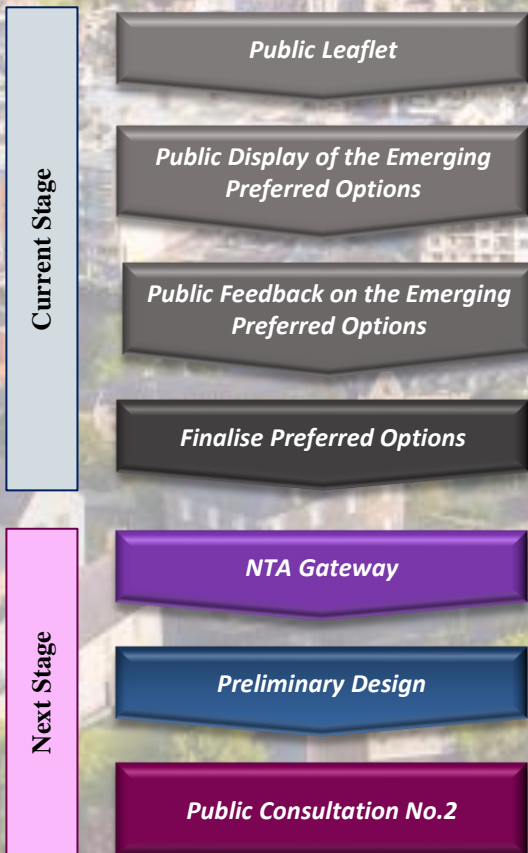 Current Stage
Public Leaflet
Public Display of the Emerging
Preferred Options
Public Feedback on the Emerging
Preferred Options
Finalise Preferred Options
Next Stage
NTA Gateway
Preliminary Design
Public Consultation No.2